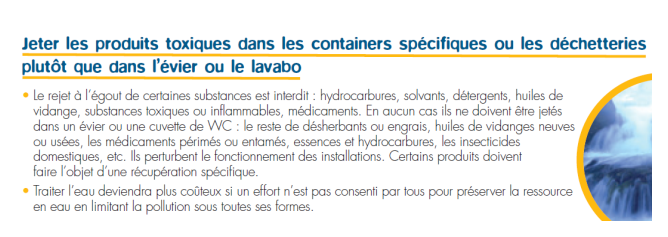 Jeter les produits toxiques dans les containers spécifiques ou les déchetteries
plutôt que dans l'évier ou le lavabo
• Le rejet à l'égout de certaines substances est interdit : hydrocarbures, solvants, détergents, huiles de
vidange, substances toxiques ou inflammables, médicaments. En aucun cas ils ne doivent être jetés
dans un évier ou une cuvette de WC : le reste de désherbants ou engrais, huiles de vidanges neuves
ou usées, les médicaments périmés ou entamés, essences et hydrocarbures, les insecticides
domestiques, etc. Ils perturbent le fonctionnement des installations. Certains produits doivent
faire l'objet d'une récupération spécifique.
• Traiter l'eau deviendra plus coûteux si un effort n'est pas consenti par tous pour préserver la ressource
en eau en limitant la pollution sous toutes ses formes.